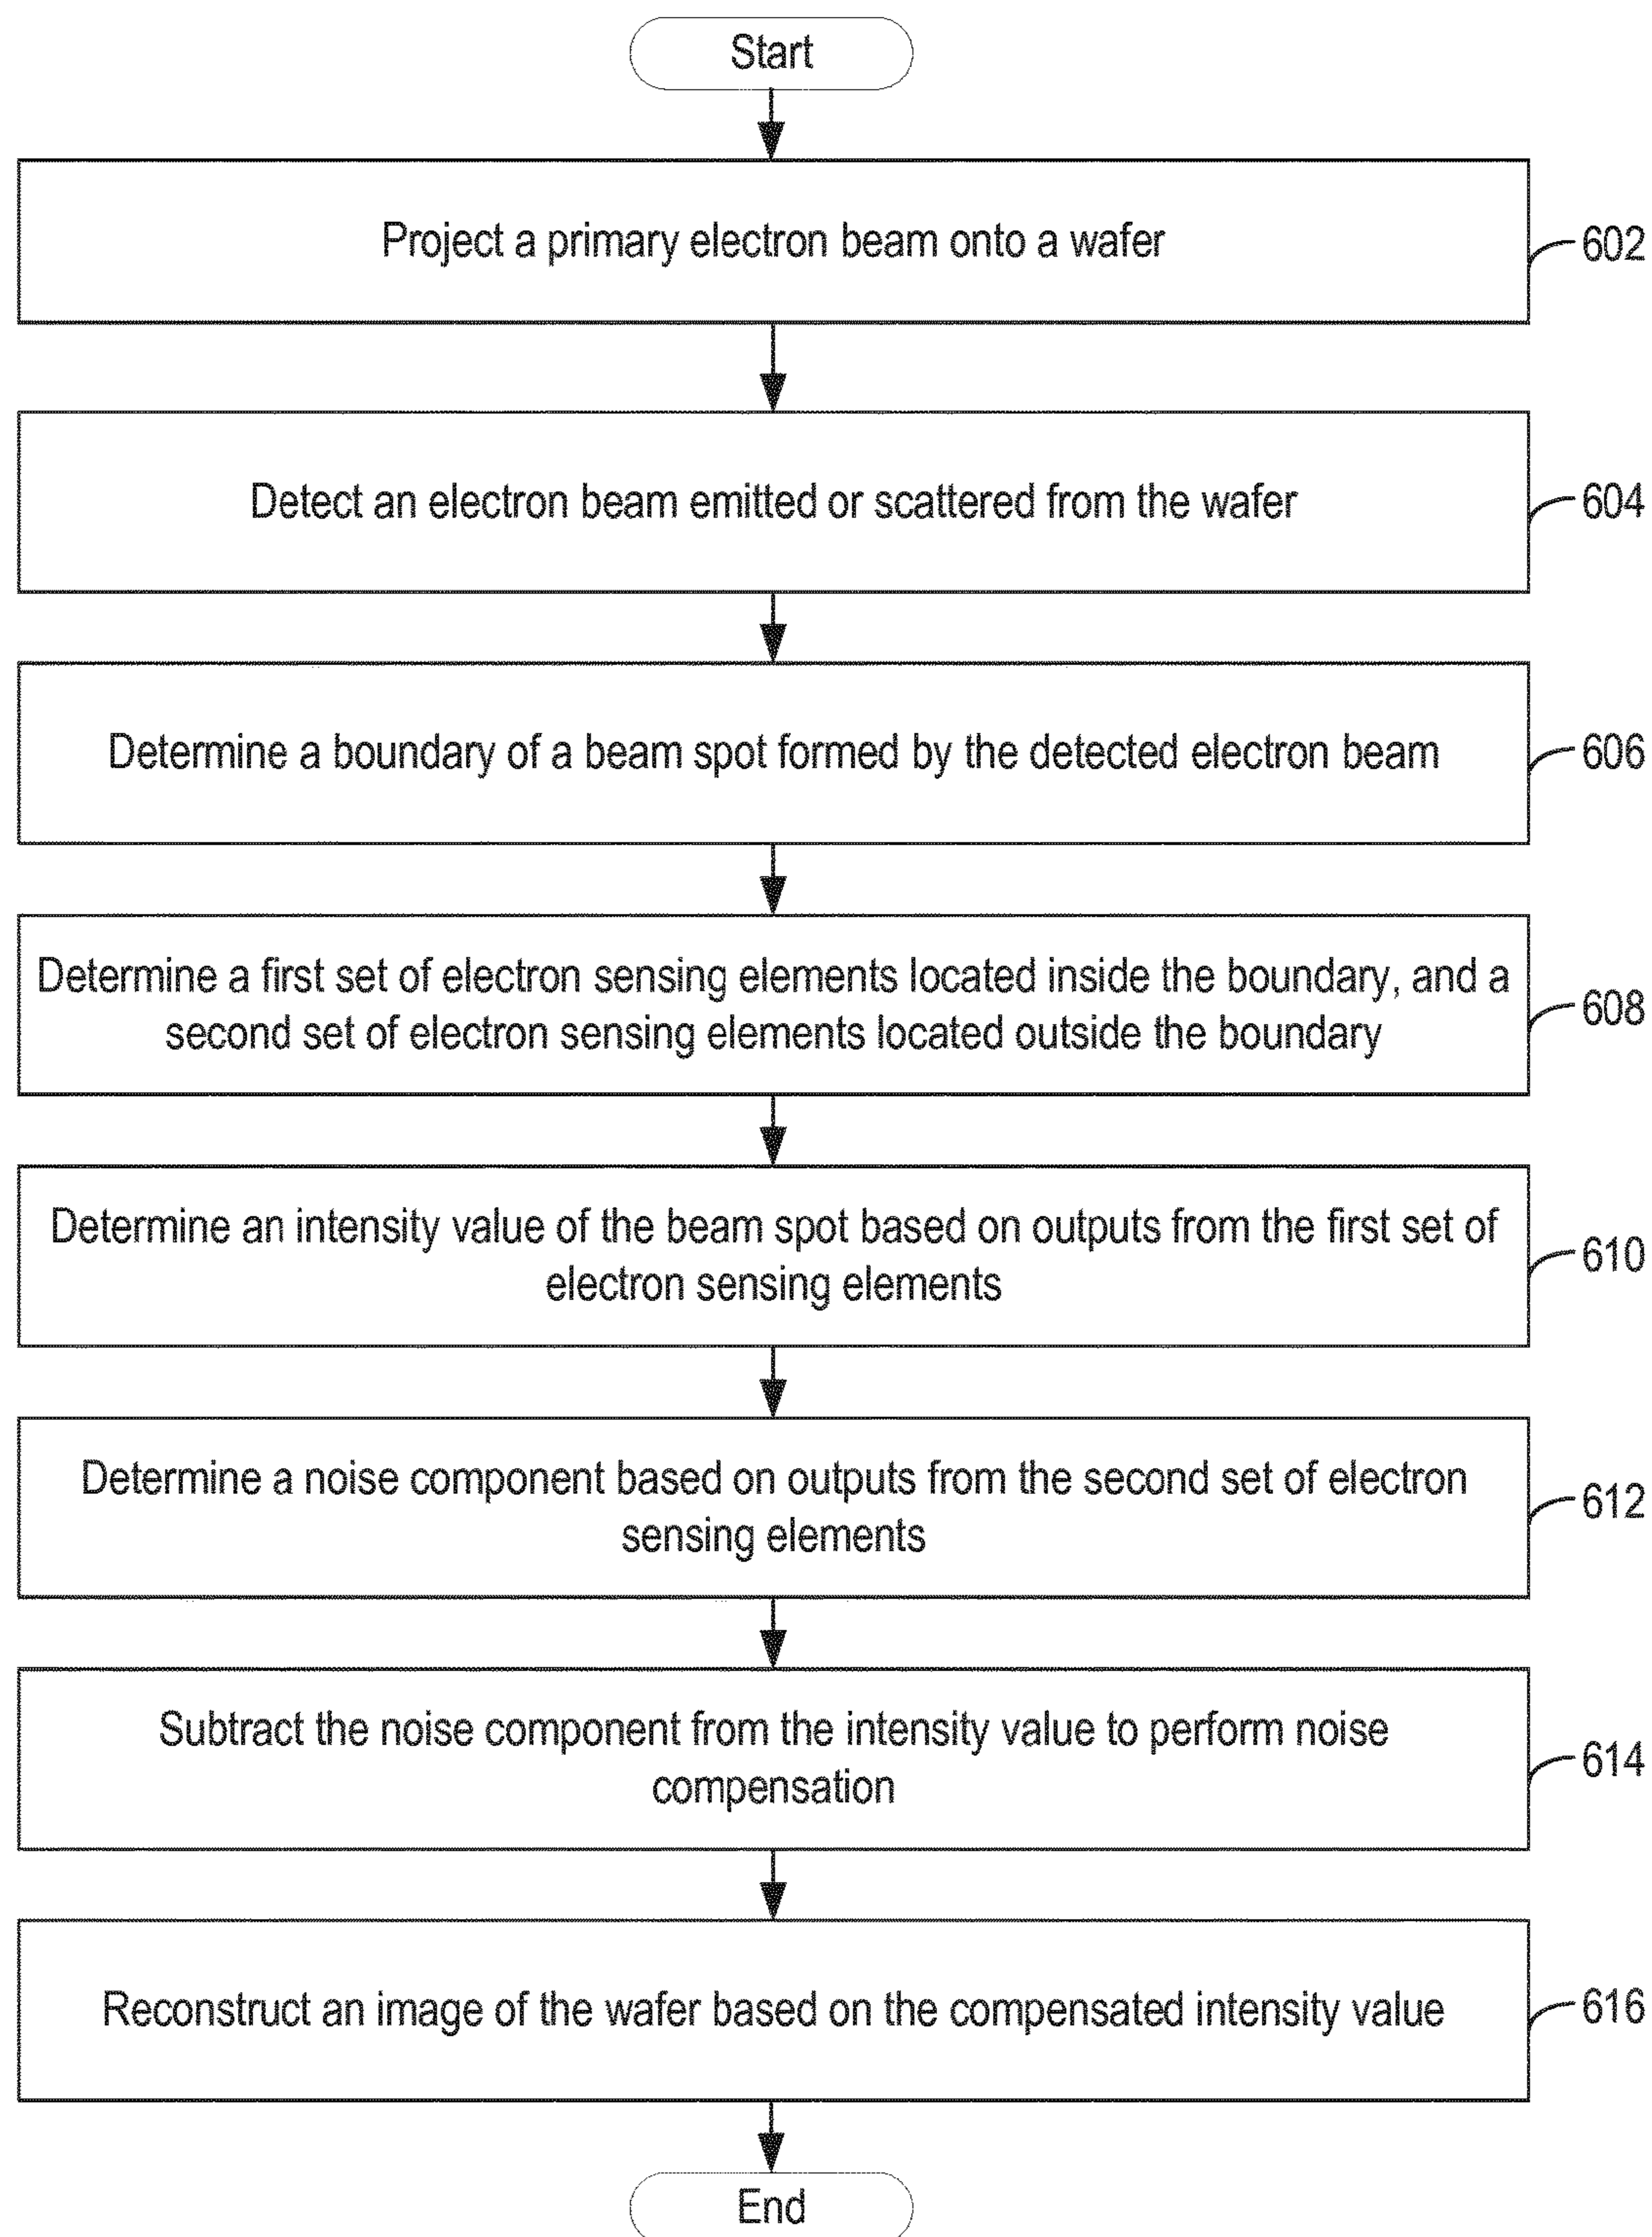 Start
Project a primary electron beam onto a wafer
602
Detect an electron beam emitted or scattered from the wafer
604
Determine a boundary of a beam spot formed by the detected electron beam
606
Determine a first set of electron sensing elements located inside the boundary, and a
second set of electron sensing elements located outside the boundary
608
Determine an intensity value of the beam spot based on outputs from the first set of
electron sensing elements
610
Determine a noise component based on outputs from the second set of electron
sensing elements
612
Subtract the noise component from the intensity value to perform noise
compensation
614
Reconstruct an image of the wafer based on the compensated intensity value
616
End